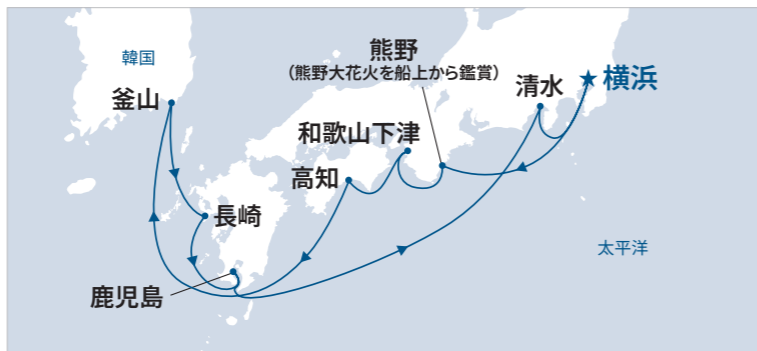 熊野
（熊野大花火を船上から鑑賞）
韓国
釜山
清水
★横浜
和歌山下津
高知
長崎
太平洋
鹿児島